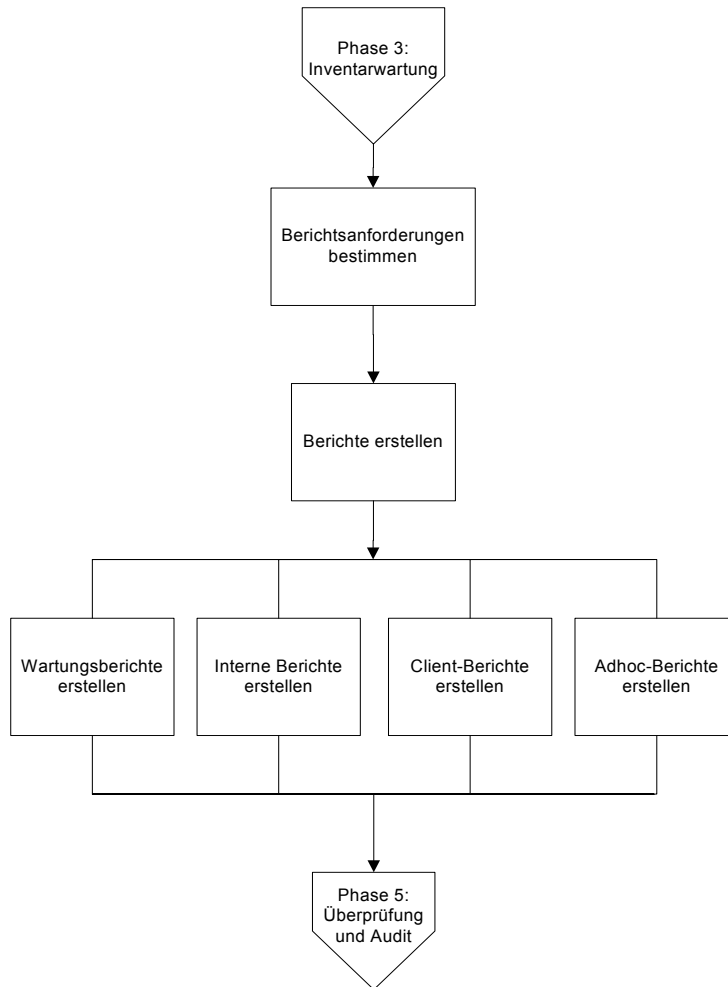 Phase 3:
Inventarwartung
Berichtsanforderungen
bestimmen
Berichte erstellen
Wartungsberichte
erstellen
Interne Berichte
erstellen
Client-Berichte
erstellen
Adhoc-Berichte
erstellen
Phase 5:
Überprüfung
und Audit